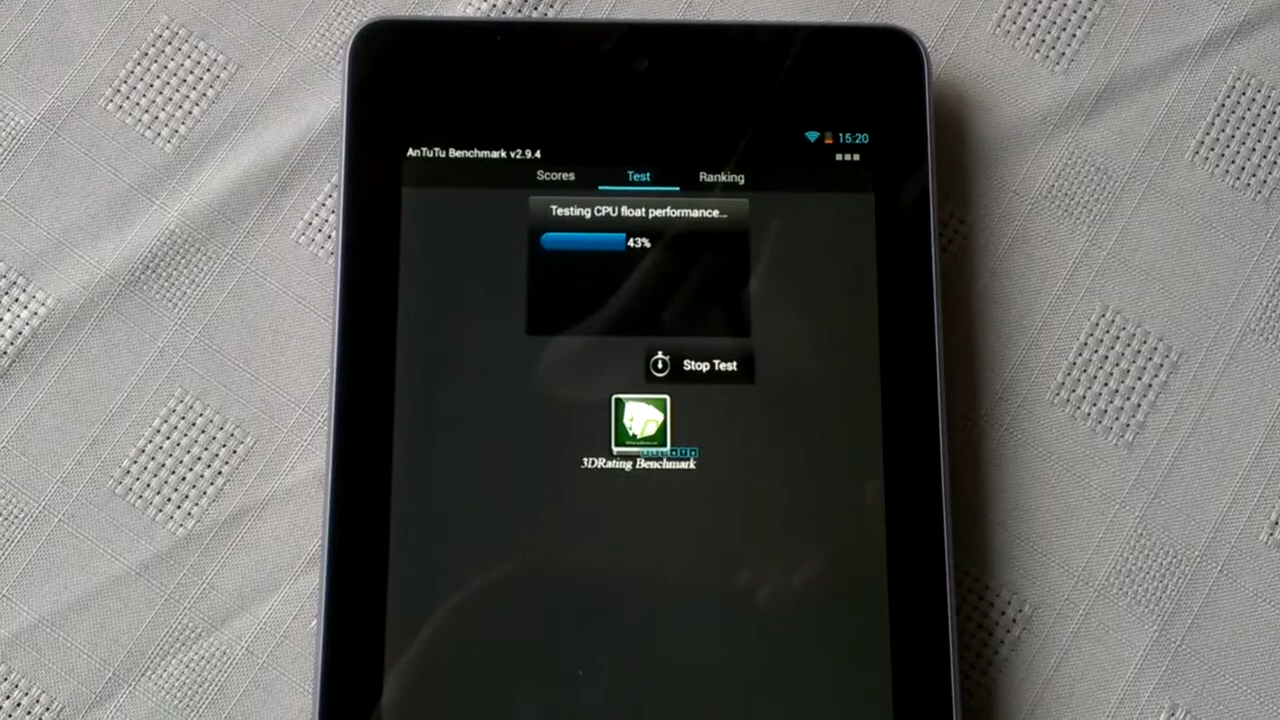 15:20
AnTuTu Benchmark v2.9.4
Scores Test Ranking
Testing CPU float performance...
43%
Stop Test
3DRating Benchmark